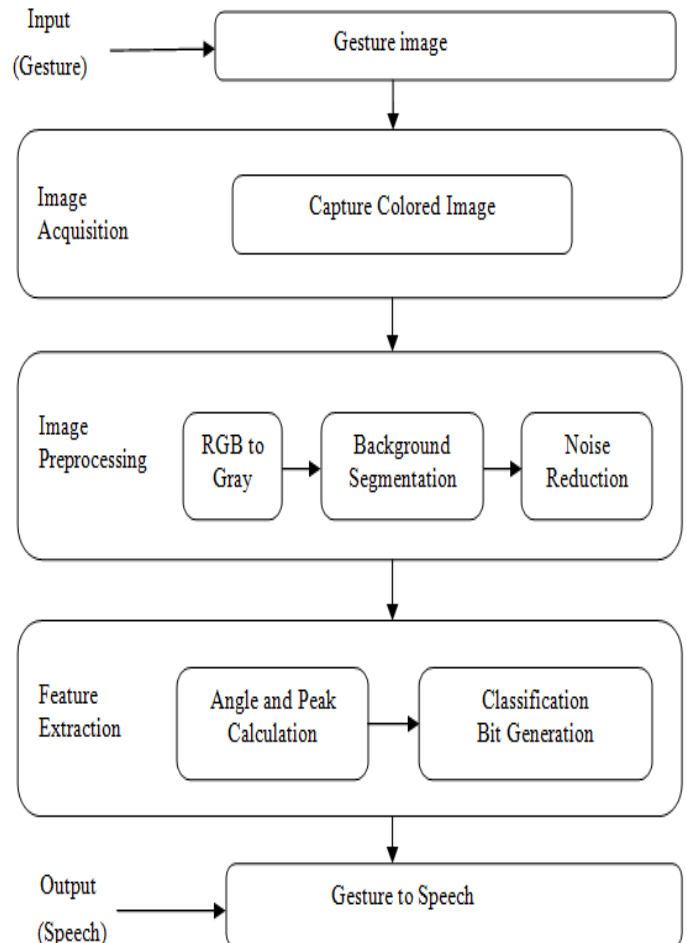 Input
(Gesture)
Gesture image
Image
Acquisition
Capture Colored Image
Image
Preprocessing
RGB to
Gray
Background
Segmentation
Noise
Reduction
Feature
Extraction
Angle and Peak
Calculation
Classification
Bit Generation
Output
(Speech)
Gesture to Speech